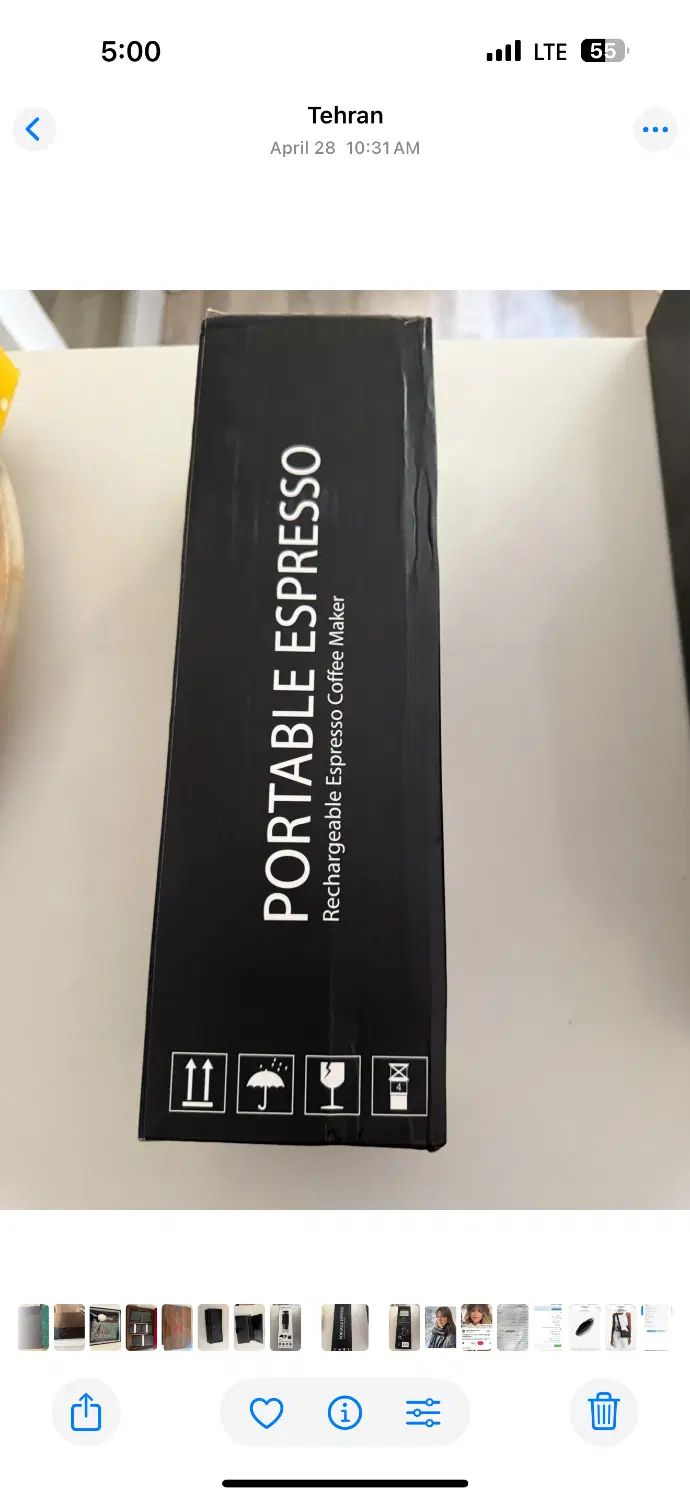 5:00
LTE
55
Tehran
April 28 10:31 AM
PORTABLE ESPRESSO
Rechargeable Espresso Coffee Maker
4